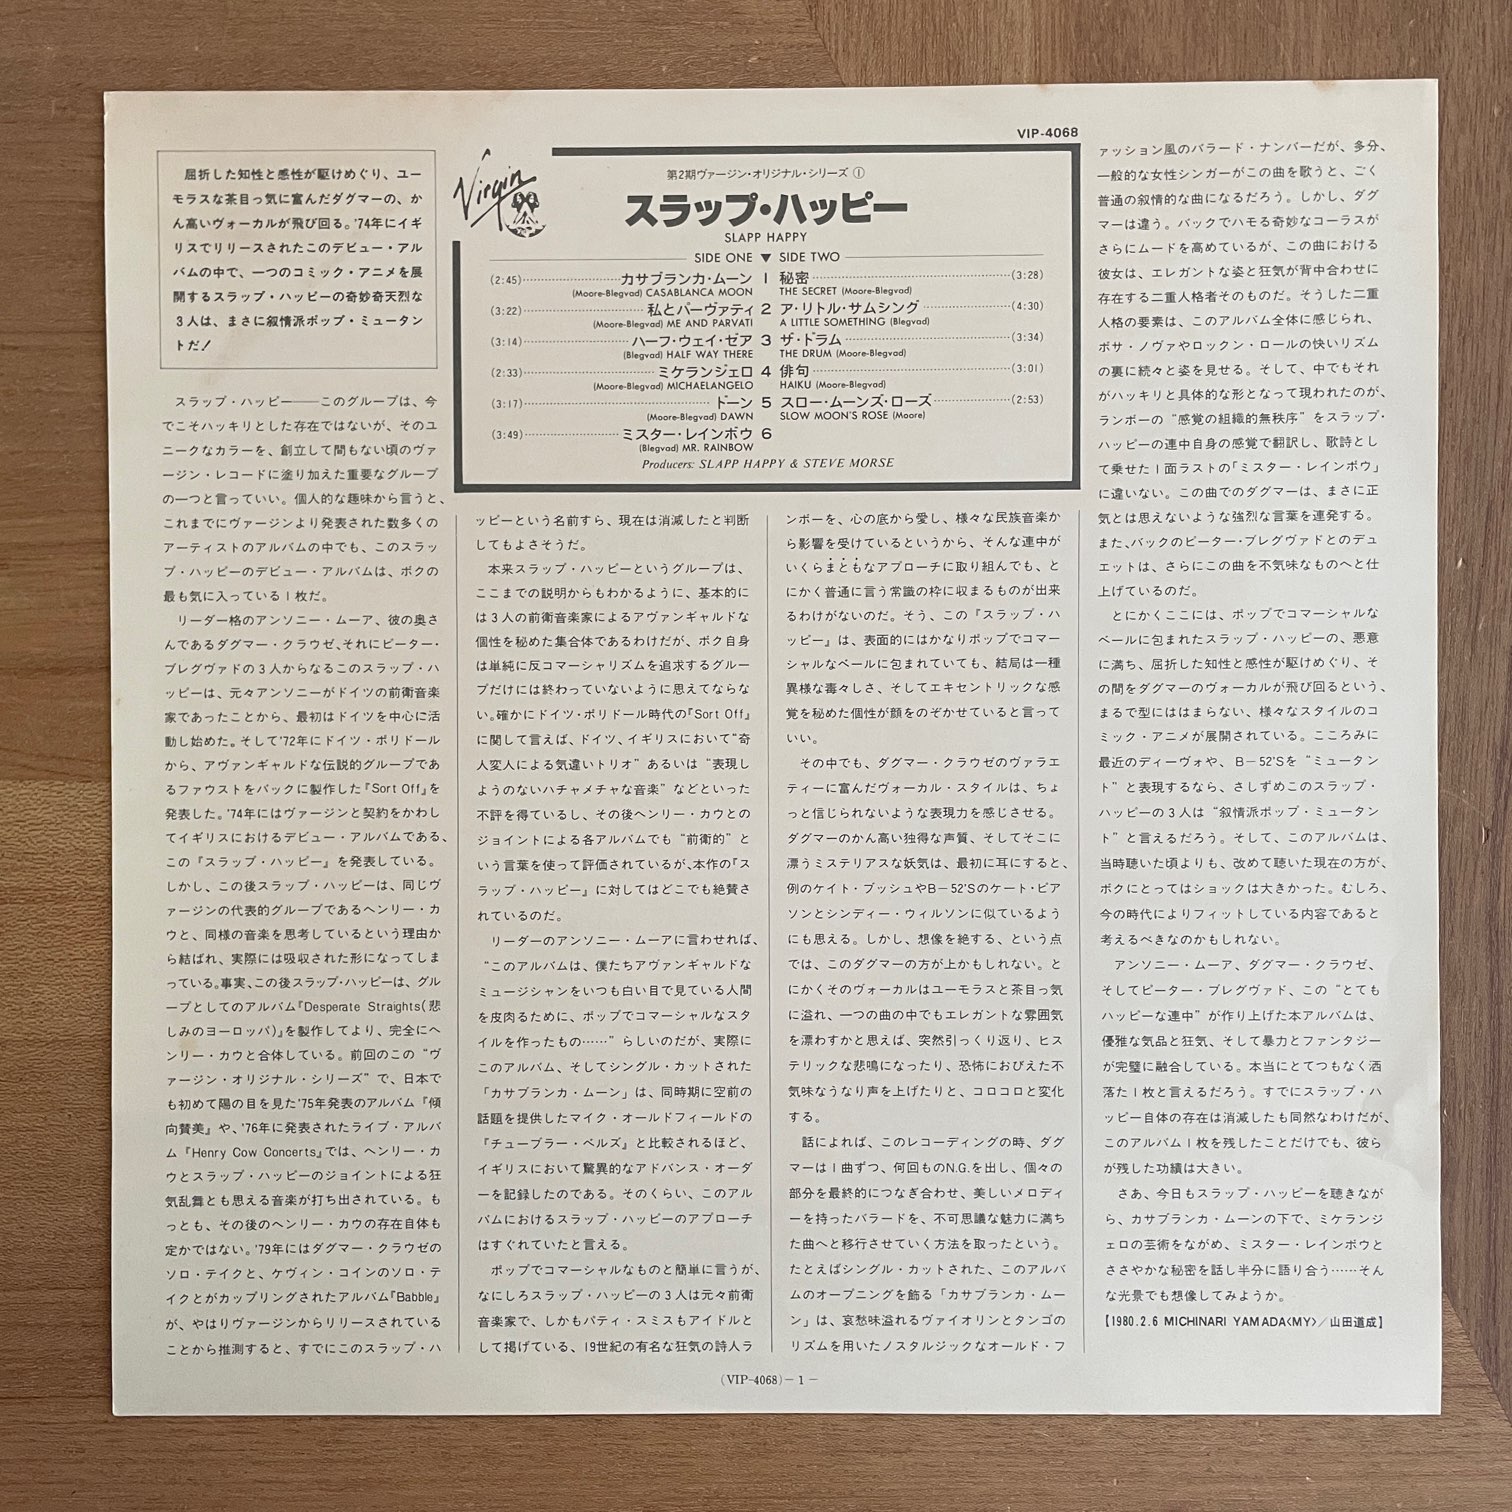 VIP-4068
Virgin
第2期ヴァージン・オリジナル・シリーズ①
スラップ・ハッピー
SLAPP HAPPY
SIDE ONE ▼ SIDE TWO
(2:45)‥‥カサブランカ・ムーン 1 秘密‥‥(3:28)
(Moore-Blegvad) CASABLANCA MOON THE SECRET (Moore-Blegvad)
(3:22)‥‥私とパーヴァティ 2 ア・リトル・サムシング‥‥(4:30)
(Moore-Blegvad) ME AND PARVATI A LITTLE SOMETHING (Blegvad)
(3:14)‥‥ハーフ・ウェイ・ゼア 3 ザ・ドラム‥‥(3:34)
(Blegvad) HALF WAY THERE THE DRUM (Moore-Blegvad)
(2:33)‥‥ミケランジェロ 4 俳句‥‥(3:01)
(Moore-Blegvad) MICHAELANGELO HAIKU (Moore-Blegvad)
(3:17)‥‥ドーン 5 スロー・ムーンズ・ローズ‥‥(2:53)
(Moore-Blegvad) DAWN SLOW MOON'S ROSE (Moore)
(3:49)‥‥ミスター・レインボウ 6
(Blegvad) MR. RAINBOW
Producers: SLAPP HAPPY & STEVE MORSE
屈折した知性と感性が駆けめぐり、ユー
モラスな茶目っ気に富んだダグマーの、か
ん高いヴォーカルが飛び回る。'74年にイギ
リスでリリースされたこのデビュー・アル
バムの中で、一つのコミック・アニメを展
開するスラップ・ハッピーの奇妙奇天烈な
3人は、まさに叙情派ポップ・ミュータン
トだ!
スラップ・ハッピー――このグループは、今
でこそハッキリとした存在ではないが、そのユ
ニークなカラーを、創立して間もない頃のヴァ
ージン・レコードに塗り加えた重要なグループ
の一つと言っていい。個人的な趣味から言うと、
これまでにヴァージンより発表された数多くの
アーティストのアルバムの中でも、このスラッ
プ・ハッピーのデビュー・アルバムは、ボクの
最も気に入っている1枚だ。
リーダー格のアンソニー・ムーア、彼の奥さ
んであるダグマー・クラウゼ、それにピーター・
ブレグヴァドの3人からなるこのスラップ・ハ
ッピーは、元々アンソニーがドイツの前衛音楽
家であったことから、最初はドイツを中心に活
動し始めた。そして'72年にドイツ・ポリドール
から、アヴァンギャルドな伝説的グループであ
るファウストをバックに製作した『Sort Off』を
発表した。'74年にはヴァージンと契約をかわし
てイギリスにおけるデビュー・アルバムである、
この『スラップ・ハッピー』を発表している。
しかし、この後スラップ・ハッピーは、同じヴ
ァージンの代表的グループであるヘンリー・カ
ウと、同様の音楽を思考しているという理由か
ら結ばれ、実際には吸収された形になってしま
っている。事実、この後スラップ・ハッピーは、グル
ープとしてのアルバム『Desperate Straights(悲
しみのヨーロッパ)』を製作してより、完全にヘ
ンリー・カウと合体している。前回のこの“ヴ
ァージン・オリジナル・シリーズ”で、日本で
も初めて陽の目を見た'75年発表のアルバム『傾
向賛美』や、'76年に発表されたライブ・アルバ
ム『Henry Cow Concerts』では、ヘンリー・カ
ウとスラップ・ハッピーのジョイントによる狂
気乱舞とも思える音楽が打ち出されている。も
っとも、その後のヘンリー・カウの存在自体も
定かではない。'79年にはダグマー・クラウゼの
ソロ・テイクと、ケヴィン・コインのソロ・テ
イクとがカップリングされたアルバム『Babble』
が、やはりヴァージンからリリースされている
ことから推測すると、すでにこのスラップ・ハ
ッピーという名前すら、現在は消滅したと判断
してもよさそうだ。
本来スラップ・ハッピーというグループは、
ここまでの説明からもわかるように、基本的に
は3人の前衛音楽家によるアヴァンギャルドな
個性を秘めた集合体であるわけだが、ボク自身
は単純に反コマーシャリズムを追求するグルー
プだけには終わっていないように思えてならな
い。確かにドイツ・ポリドール時代の『Sort Off』
に関して言えば、ドイツ、イギリスにおいて“奇
人変人による気違いトリオ”あるいは“表現し
ようのないハチャメチャな音楽”などといった
不評を得ているし、その後ヘンリー・カウとの
ジョイントによる各アルバムでも“前衛的”と
いう言葉を使って評価されているが、本作の『ス
ラップ・ハッピー』に対してはどこでも絶賛さ
れているのだ。
リーダーのアンソニー・ムーアに言わせれば、
“このアルバムは、僕たちアヴァンギャルドな
ミュージシャンをいつも白い目で見ている人間
を皮肉るために、ポップでコマーシャルなスタ
イルを作ったもの……”らしいのだが、実際に
このアルバム、そしてシングル・カットされた
「カサブランカ・ムーン」は、同時期に空前の
話題を提供したマイク・オールドフィールドの
『チューブラー・ベルズ』と比較されるほど、
イギリスにおいて驚異的なアドバンス・オーダ
ーを記録したのである。そのくらい、このアル
バムにおけるスラップ・ハッピーのアプローチ
はすぐれていたと言える。
ポップでコマーシャルなものと簡単に言うが、
なにしろスラップ・ハッピーの3人は元々前衛
音楽家で、しかもパティ・スミスもアイドルと
して掲げている、19世紀の有名な狂気の詩人ラ
ンボーを、心の底から愛し、様々な民族音楽か
ら影響を受けているというから、そんな連中が
いくらまともなアプローチに取り組んでも、と
にかく普通に言う常識の枠に収まるものが出来
るわけがないのだ。そう、この『スラップ・ハ
ッピー』は、表面的にはかなりポップでコマー
シャルなベールに包まれていても、結局は一種
異様な毒々しさ、そしてエキセントリックな感
覚を秘めた個性が顔をのぞかせていると言って
いい。
その中でも、ダグマー・クラウゼのヴァラエ
ティーに富んだヴォーカル・スタイルは、ちょ
っと信じられないような表現力を感じさせる。
ダグマーのかん高い独得な声質、そしてそこに
漂うミステリアスな妖気は、最初に耳にすると、
例のケイト・ブッシュやB−52'Sのケート・ピア
ソンとシンディー・ウィルソンに似ているよう
にも思える。しかし、想像を絶する、という点
では、このダグマーの方が上かもしれない。と
にかくそのヴォーカルはユーモラスと茶目っ気
に溢れ、一つの曲の中でもエレガントな雰囲気
を漂わすかと思えば、突然引っくり返り、ヒス
テリックな悲鳴になったり、恐怖におびえた不
気味なうなり声を上げたりと、コロコロと変化
する。
話によれば、このレコーディングの時、ダグ
マーは1曲ずつ、何回ものN.G.を出し、個々の
部分を最終的につなぎ合わせ、美しいメロディ
ーを持ったバラードを、不可思議な魅力に満ち
た曲へと移行させていく方法を取ったという。
たとえばシングル・カットされた、このアルバ
ムのオープニングを飾る「カサブランカ・ムー
ン」は、哀愁味溢れるヴァイオリンとタンゴの
リズムを用いたノスタルジックなオールド・フ
ァッション風のバラード・ナンバーだが、多分、
一般的な女性シンガーがこの曲を歌うと、ごく
普通の叙情的な曲になるだろう。しかし、ダグ
マーは違う。バックでハモる奇妙なコーラスが
さらにムードを高めているが、この曲における
彼女は、エレガントな姿と狂気が背中合わせに
存在する二重人格者そのものだ。そうした二重
人格の要素は、このアルバム全体に感じられ、
ボサ・ノヴァやロックン・ロールの快いリズム
の裏に続々と姿を見せる。そして、中でもそれ
がハッキリと具体的な形となって現われたのが、
ランボーの“感覚の組織的無秩序”をスラップ・
ハッピーの連中自身の感覚で翻訳し、歌詩とし
て乗せた1面ラストの「ミスター・レインボウ」
に違いない。この曲でのダグマーは、まさに正
気とは思えないような強烈な言葉を連発する。
また、バックのピーター・ブレグヴァドとのデュ
エットは、さらにこの曲を不気味なものへと仕
上げているのだ。
とにかくここには、ポップでコマーシャルな
ベールに包まれたスラップ・ハッピーの、悪意
に満ち、屈折した知性と感性が駆けめぐり、そ
の間をダグマーのヴォーカルが飛び回るという、
まるで型にははまらない、様々なスタイルのコ
ミック・アニメが展開されている。こころみに
最近のディーヴォや、B−52'Sを“ミュータン
ト”と表現するなら、さしずめこのスラップ・
ハッピーの3人は“叙情派ポップ・ミュータン
ト”と言えるだろう。そして、このアルバムは、
当時聴いた頃よりも、改めて聴いた現在の方が、
ボクにとってはショックは大きかった。むしろ、
今の時代によりフィットしている内容であると
考えるべきなのかもしれない。
アンソニー・ムーア、ダグマー・クラウゼ、
そしてピーター・ブレグヴァド、この“とても
ハッピーな連中”が作り上げた本アルバムは、
優雅な気品と狂気、そして暴力とファンタジー
が完璧に融合している。本当にとてつもなく洒
落た1枚と言えるだろう。すでにスラップ・ハ
ッピー自体の存在は消滅したも同然なわけだが、
このアルバム1枚を残したことだけでも、彼ら
が残した功績は大きい。
さあ、今日もスラップ・ハッピーを聴きなが
ら、カサブランカ・ムーンの下で、ミケランジ
ェロの芸術をながめ、ミスター・レインボウと
ささやかな秘密を話し半分に語り合う……そん
な光景でも想像してみようか。
【1980.2.6 MICHINARI YAMADA<MY>／山田道成】
(VIP-4068)− 1 −